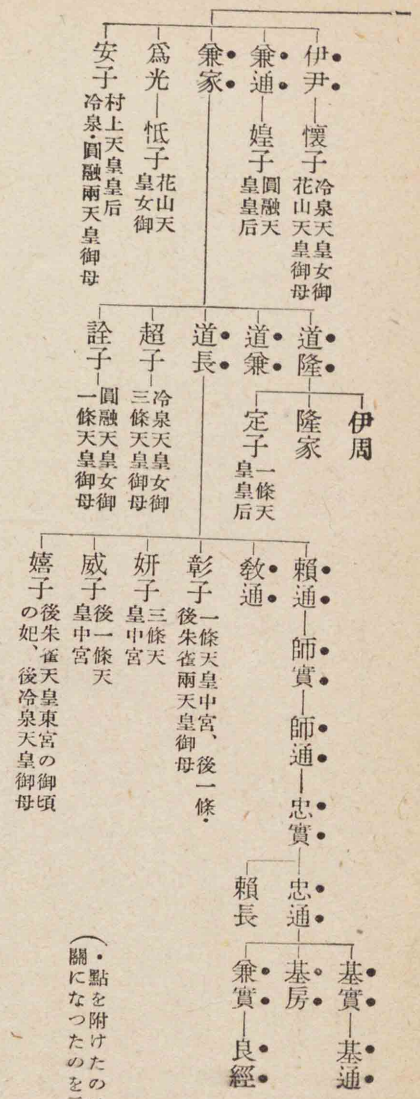 伊尹
懷子
冷泉天皇女御
花山天皇御母
兼通
媓子
圓融天
皇皇后
兼家
爲光
忯子
花山天
皇女御
安子
村上天皇皇后
冷泉・圓融兩天皇御母
道隆
伊周
隆家
定子
一條天
皇皇后
道兼
道長
超子
冷泉天皇女御
三條天皇御母
詮子
圓融天皇女御
一條天皇御母
賴通
師實
師通
忠實
敎通
彰子
一條天皇中宮、後一條・
後朱雀兩天皇御母
姸子
三條天
皇中宮
威子
後一條天
皇中宮
嬉子
後朱雀天皇東宮の御頃
の妃、後冷泉天皇御母
忠通
賴長
基實
基通
基房
兼實
良經
(・點を附けたの
關になつたのを